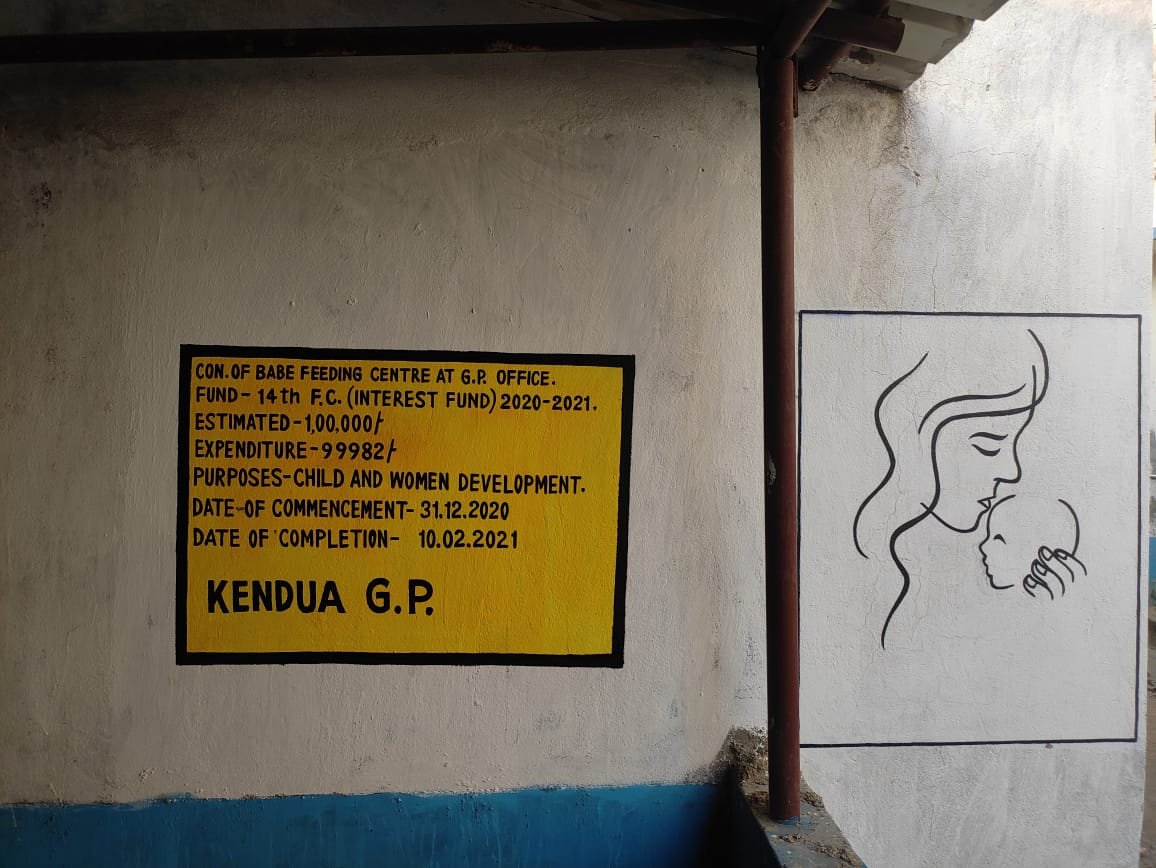 CON. OF BABE FEEDING CENTRE AT G.P. OFFICE.
FUND- 14th F.C. (INTEREST FUND) 2020-2021.
ESTIMATED-1,00,000/-
EXPENDITURE-99982/-
PURPOSES-CHILD AND WOMEN DEVELOPMENT.
DATE-OF COMMENCEMENT- 31.12.2020
DATE OF COMPLETION- 10.02.2021
KENDUA G.P.